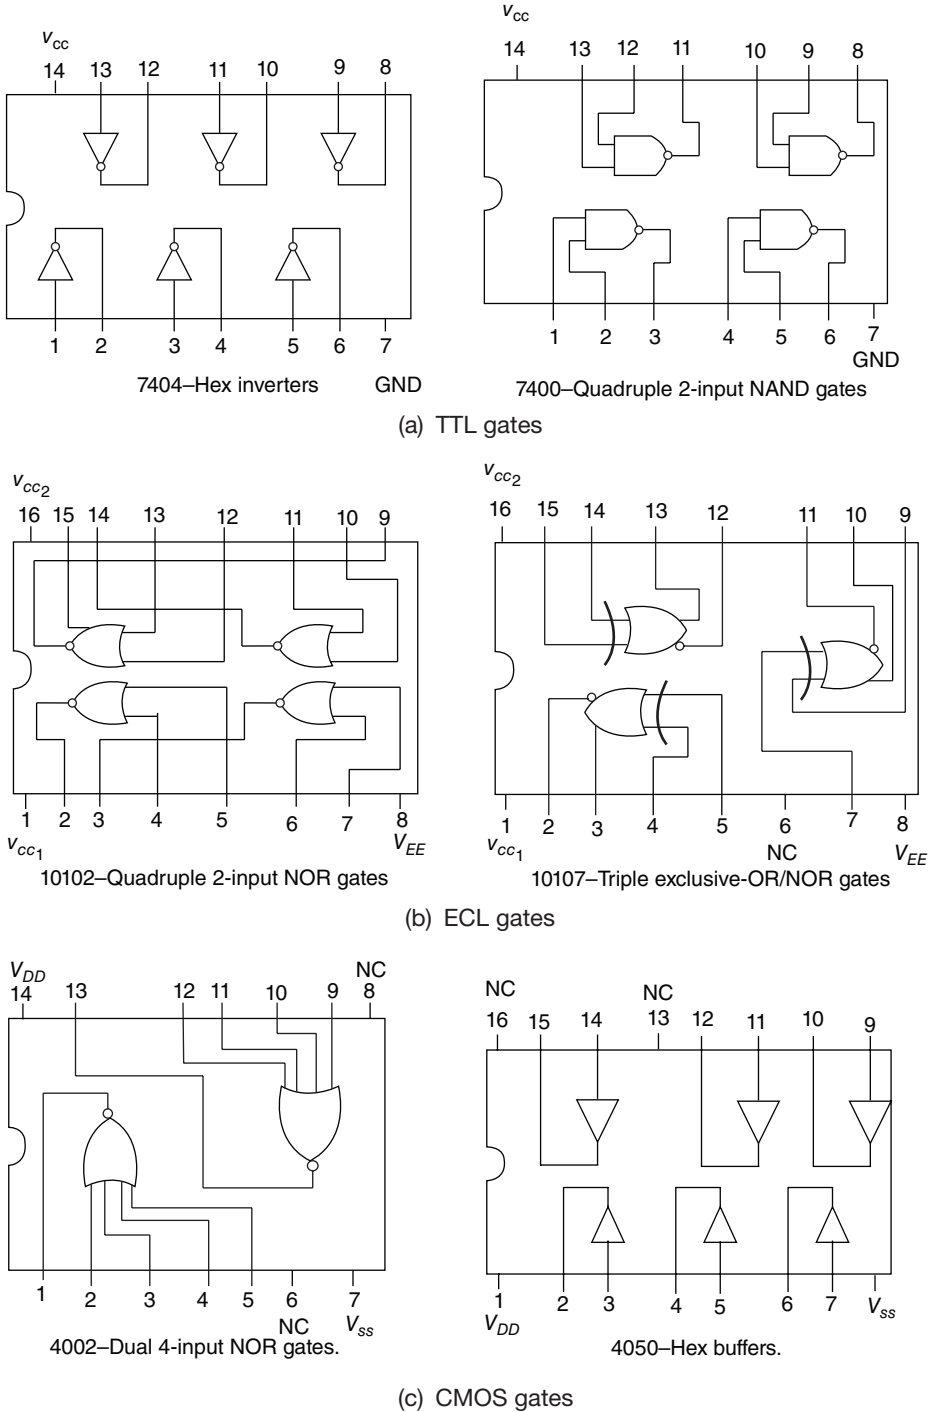 vcc
14 13 12 11 10 9 8
1 2 3 4 5 6 7
7404–Hex inverters GND
vcc
14 13 12 11 10 9 8
1 2 3 4 5 6 7
GND
7400–Quadruple 2-input NAND gates
(a) TTL gates
vcc2
16 15 14 13 12 11 10 9
1 2 3 4 5 6 7 8
vcc1 VEE
10102–Quadruple 2-input NOR gates
vcc2
16 15 14 13 12 11 10 9
1 2 3 4 5 6 7 8
vcc1 NC VEE
10107–Triple exclusive-OR/NOR gates
(b) ECL gates
VDD NC
14 13 12 11 10 9 8
1 2 3 4 5 6 7
NC Vss
4002–Dual 4-input NOR gates.
NC NC
16 15 14 13 12 11 10 9
1 2 3 4 5 6 7 Vss
VDD
4050–Hex buffers.
(c) CMOS gates